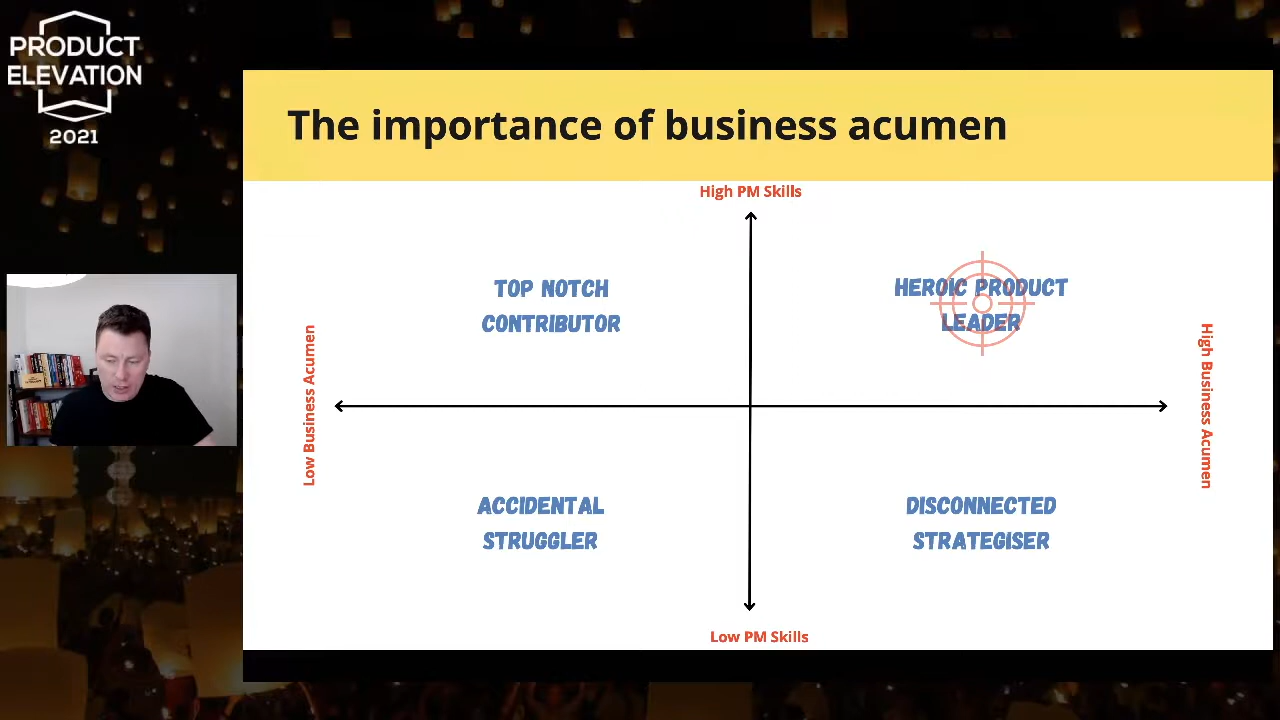 PRODUCT
ELEVATION
2021
The importance of business acumen
High PM Skills
TOP NOTCH
CONTRIBUTOR
HEROIC PRODUCT
LEADER
Low Business Acumen
High Business Acumen
ACCIDENTAL
STRUGGLER
DISCONNECTED
STRATEGISER
Low PM Skills